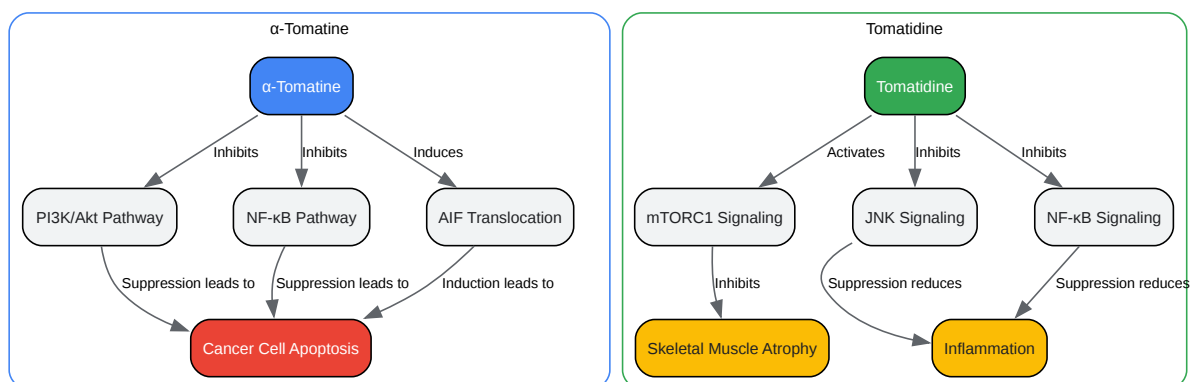 α-Tomatine
α-Tomatine
Inhibits
Inhibits
Induces
PI3K/Akt Pathway
NF-κB Pathway
AIF Translocation
Suppression leads to
Suppression leads to
Induction leads to
Cancer Cell Apoptosis
Tomatidine
Tomatidine
Activates
Inhibits
Inhibits
mTORC1 Signaling
JNK Signaling
NF-κB Signaling
Inhibits
Suppression reduces
Suppression reduces
Skeletal Muscle Atrophy
Inflammation